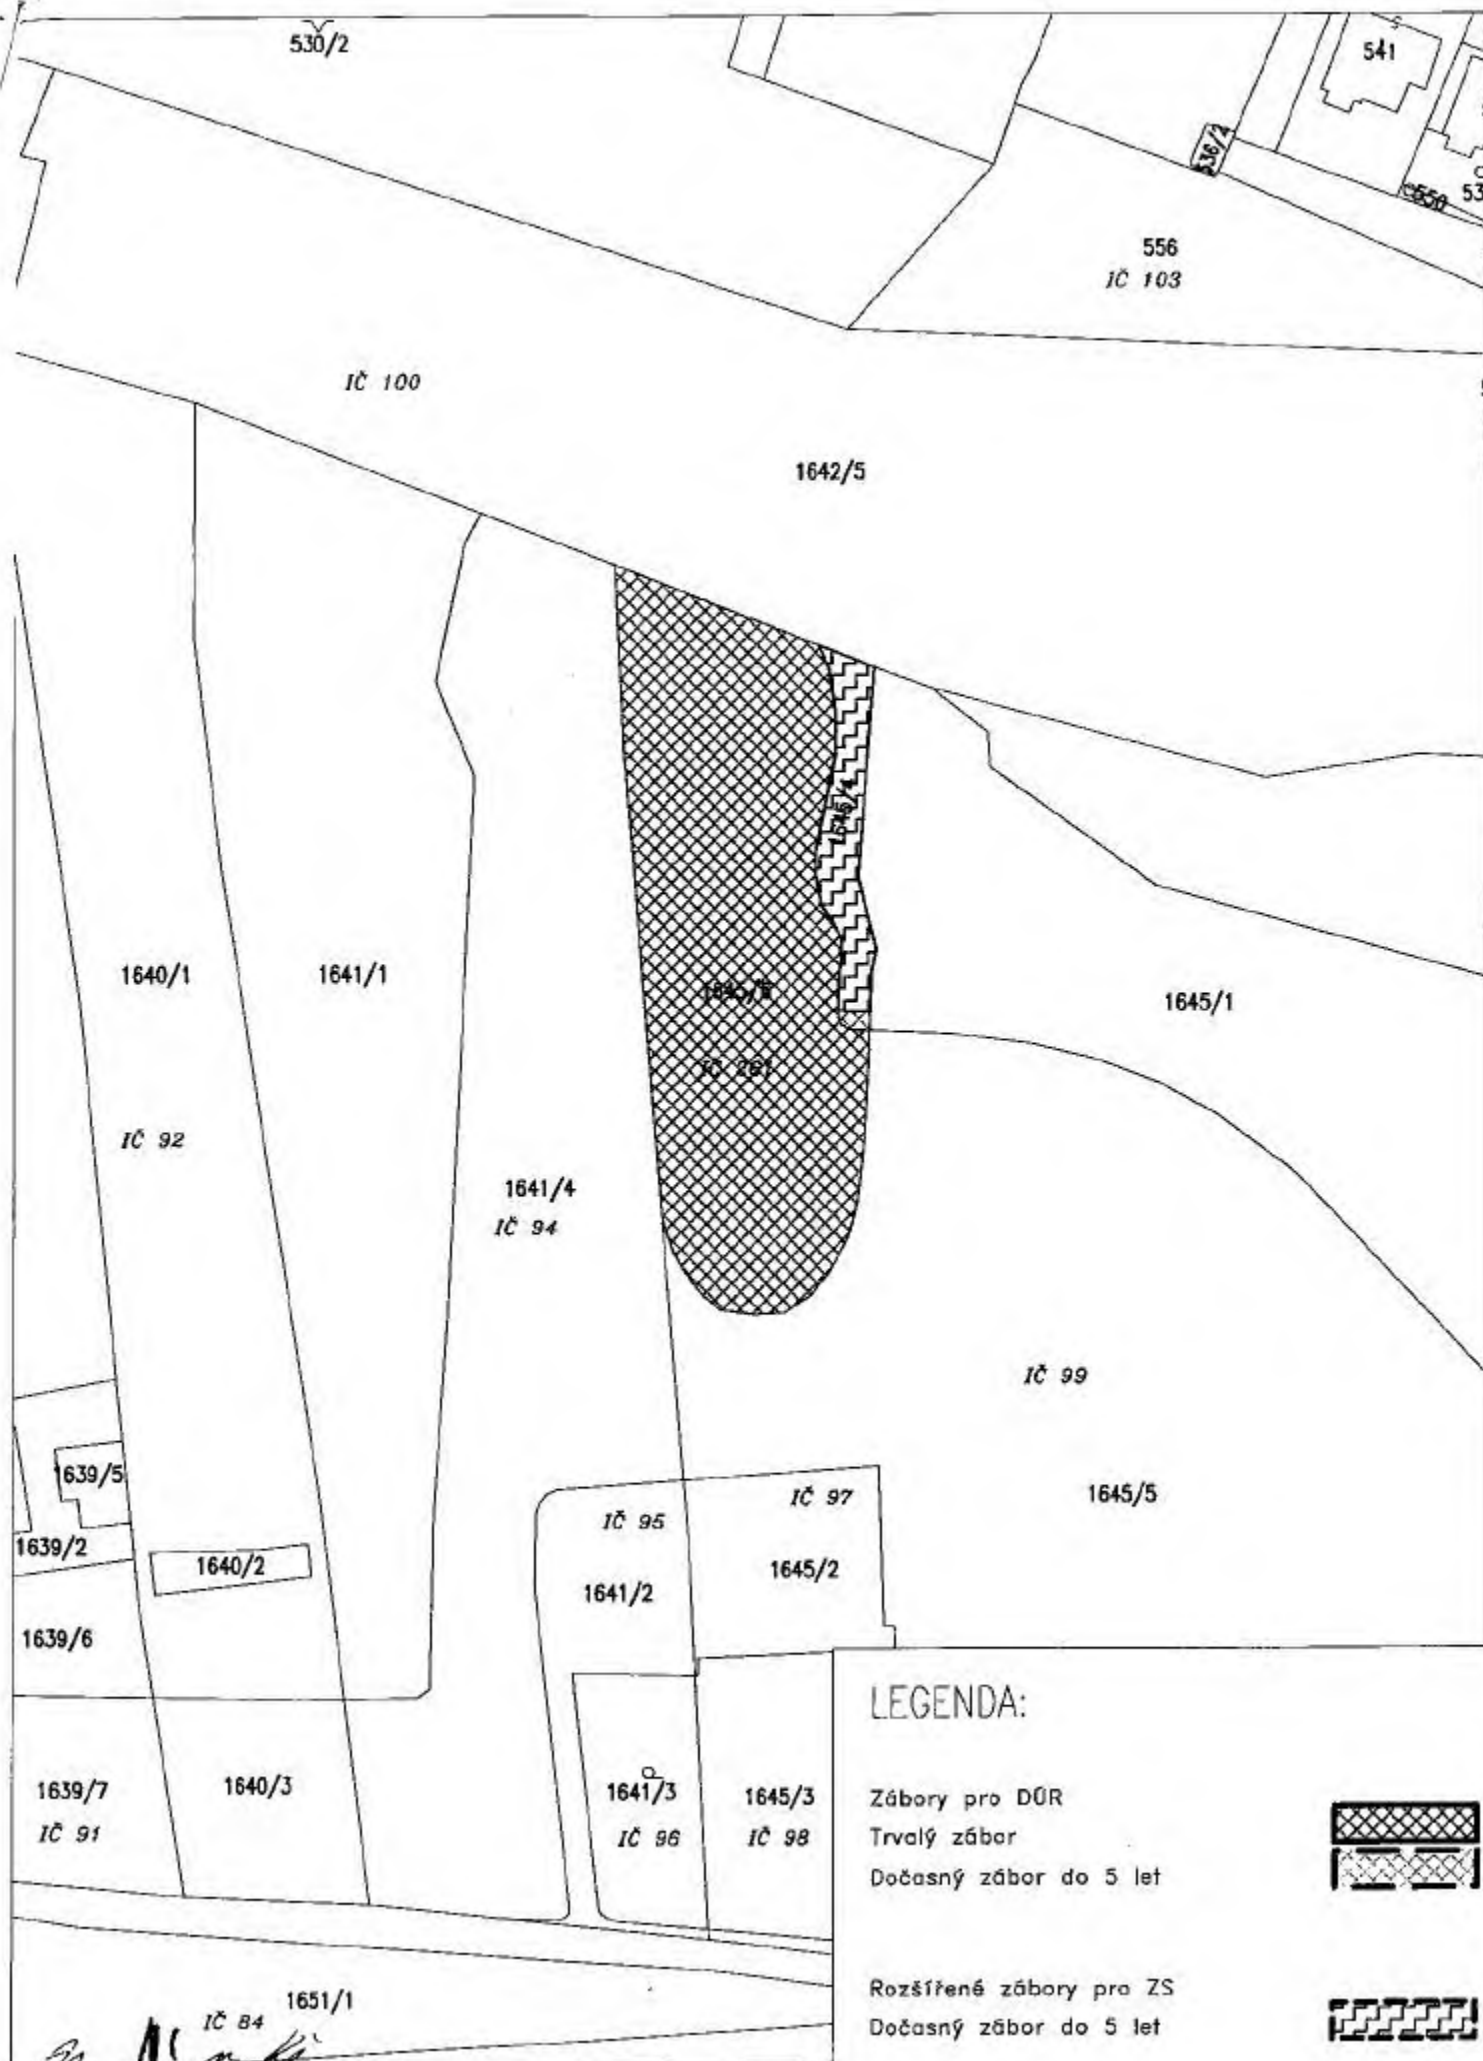 530/2
541
536/2
550
556
IČ 103
IČ 100
1642/5
1645/4
1640/1
1641/1
1645/1
IČ 261
IČ 92
1641/4
IČ 94
IČ 99
1639/5
IČ 97
1645/5
IČ 95
1639/2
1640/2
1645/2
1641/2
1639/6
LEGENDA:
1639/7
1640/3
1641/3
1645/3
IČ 91
IČ 96
IČ 98
Zábory pro DÚR
Trvalý zábor
Dočasný zábor do 5 let
Rozšířené zábory pro ZS
Dočasný zábor do 5 let
1651/1
IČ 84